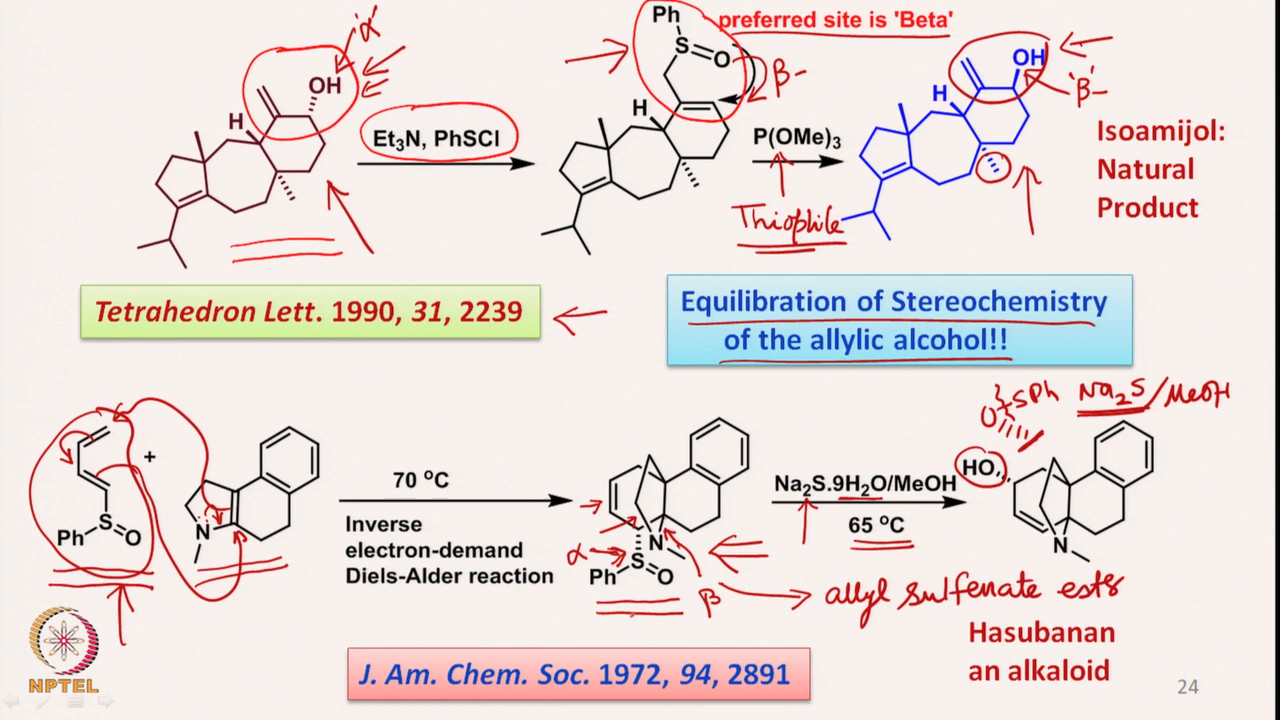 Ph
preferred site is 'Beta'
'α'
OH
S
O
β-
H
Et₃N, PhSCl
H
P(OMe)₃
Thiophile
H
OH
'β'-
Isoamijol:
Natural
Product
Tetrahedron Lett. 1990, 31, 2239
Equilibration of Stereochemistry
of the allylic alcohol!!
+
S
Ph
O
N
70 °C
Inverse
electron-demand
Diels-Alder reaction
α
N
S
Ph
O
β
allyl sulfenate ester
Na₂S.9H₂O/MeOH
65 °C
O
SPh
Na₂S/MeOH
HO
N
Hasubanan
an alkaloid
J. Am. Chem. Soc. 1972, 94, 2891
NPTEL
24